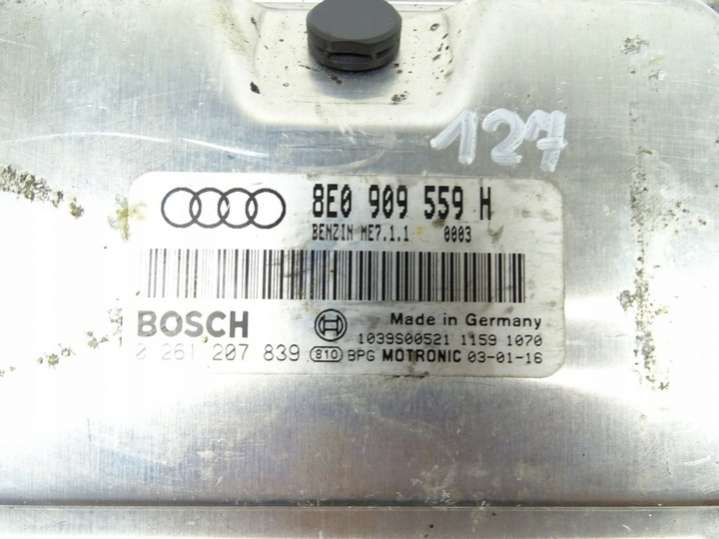 127
8E0 909 559 H
BENZIN ME7.1.1 0003
BOSCH
Made in Germany
1039S00521 1159 1070
0 261 207 839 810 BPG MOTRONIC 03-01-16